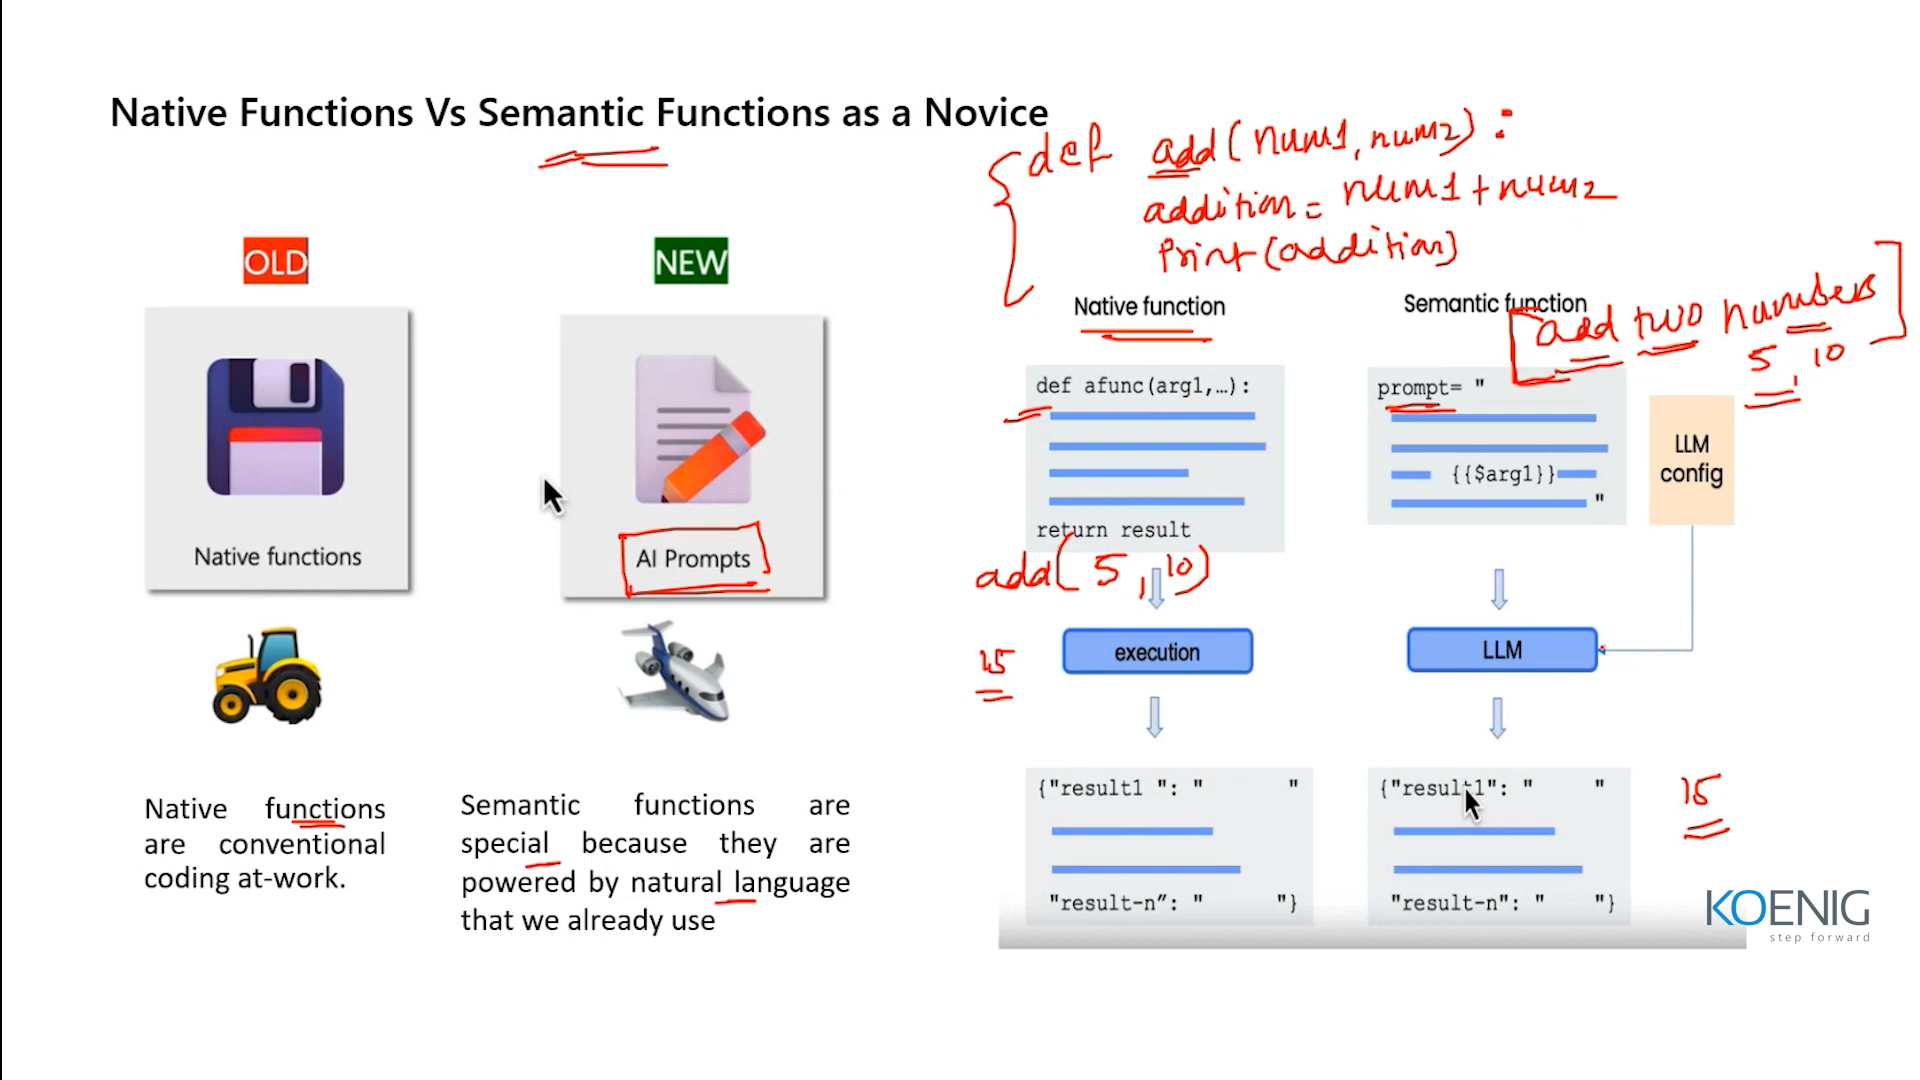 Native Functions Vs Semantic Functions as a Novice
def add(num1, num2):
addition = num1 + num2
Print(addition)
OLD
NEW
Native functions
AI Prompts
Native functions
are conventional
coding at-work.
Semantic functions are
special because they are
powered by natural language
that we already use
Native function
def afunc(arg1,…):
return result
add(5, 10)
execution
15
{"result1 ": " "
"result-n”: " "}
Semantic function
add two numbers
5, 10
prompt= "
{{$arg1}}
"
LLM
config
LLM
{"result1": " "
"result-n": " "}
15
KOENIG
step forward